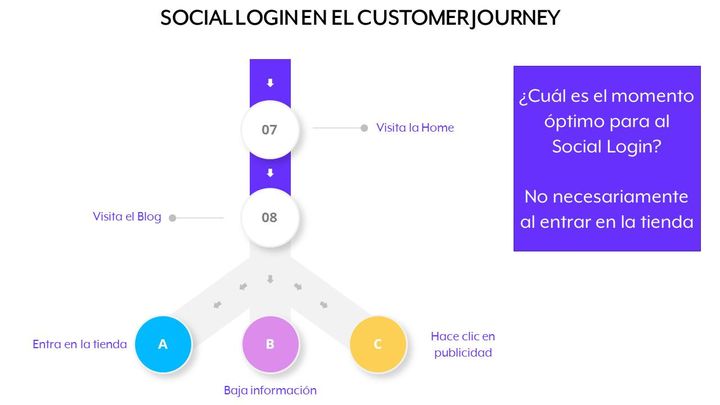 SOCIAL LOGIN EN EL CUSTOMER JOURNEY
07
Visita la Home
Visita el Blog
08
Entra en la tienda
A
B
C
Hace clic en
publicidad
Baja información
¿Cuál es el momento
óptimo para al
Social Login?
No necesariamente
al entrar en la tienda